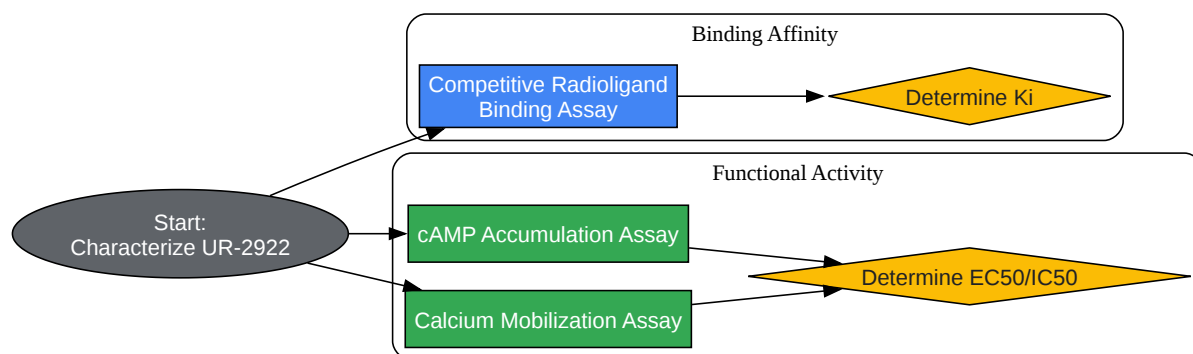 Binding Affinity
Competitive Radioligand
Binding Assay
Determine Ki
Functional Activity
Start:
Characterize UR-2922
cAMP Accumulation Assay
Determine EC50/IC50
Calcium Mobilization Assay